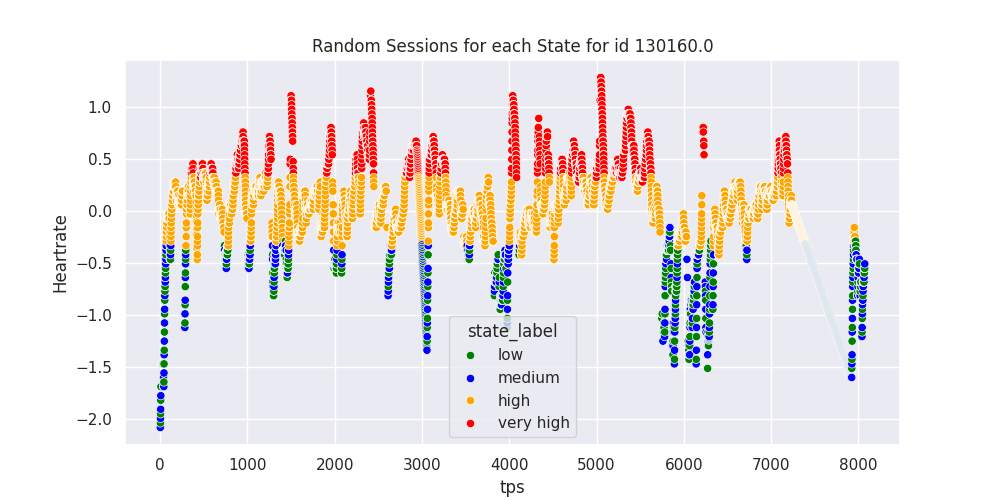 Random Sessions for each State for id 130160.0
Heartrate
1.0
0.5
0.0
−0.5
−1.0
−1.5
−2.0
state_label
low
medium
high
very high
0 1000 2000 3000 4000 5000 6000 7000 8000
tps